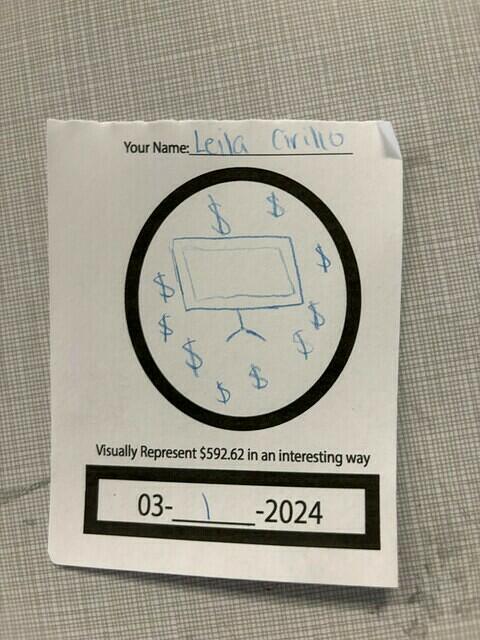 Your Name: Leila Cirillo
$ $
$
$
$ $
$ $
$ $
Visually Represent $592.62 in an interesting way
03- 1 -2024